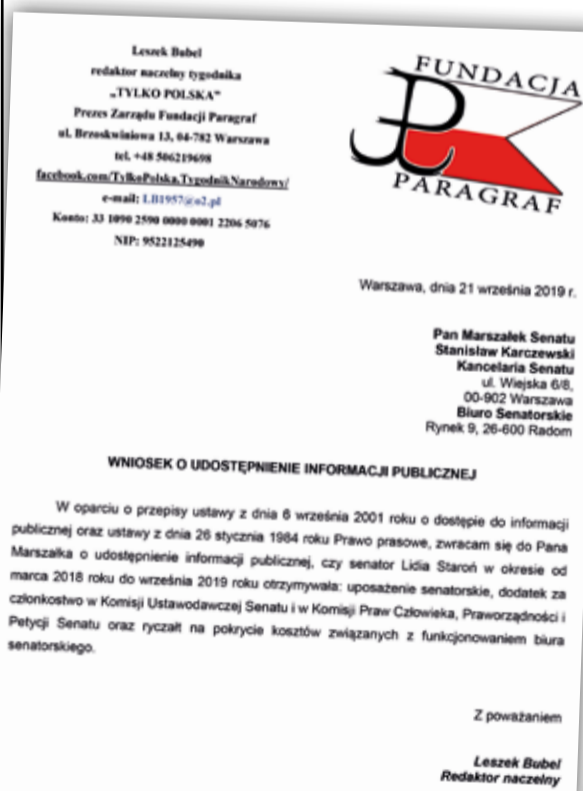 Leszek Bubel
redaktor naczelny tygodnika
„TYLKO POLSKA"
Prezes Zarządu Fundacji Paragraf
ul. Brzoskwiniowa 13, 04-782 Warszawa
tel. +48 506219698
facebook.com/TylkoPolska.TygodnikNarodowy/
e-mail: LB1957@o2.pl
Konto: 33 1090 2590 0000 0001 2206 5076
NIP: 9522125490
FUNDACJA
PARAGRAF
Warszawa, dnia 21 września 2019 r.
Pan Marszałek Senatu
Stanisław Karczewski
Kancelaria Senatu
ul. Wiejska 6/8,
00-902 Warszawa
Biuro Senatorskie
Rynek 9, 26-600 Radom
WNIOSEK O UDOSTĘPNIENIE INFORMACJI PUBLICZNEJ
W oparciu o przepisy ustawy z dnia 6 września 2001 roku o dostępie do informacji
publicznej oraz ustawy z dnia 26 stycznia 1984 roku Prawo prasowe, zwracam się do Pana
Marszałka o udostępnienie informacji publicznej, czy senator Lidia Staroń w okresie od
marca 2018 roku do września 2019 roku otrzymywała: uposażenie senatorskie, dodatek za
członkostwo w Komisji Ustawodawczej Senatu i w Komisji Praw Człowieka, Praworządności i
Petycji Senatu oraz ryczałt na pokrycie kosztów związanych z funkcjonowaniem biura
senatorskiego.
Z poważaniem
Leszek Bubel
Redaktor naczelny